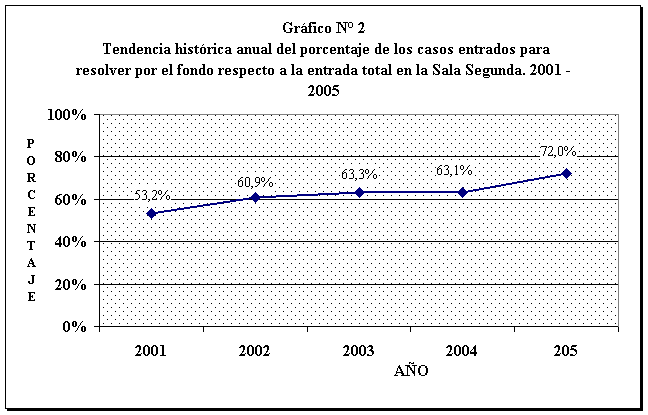 Gráfico N° 2
Tendencia histórica anual del porcentaje de los casos entrados para
resolver por el fondo respecto a la entrada total en la Sala Segunda. 2001 -
2005
PORCENTAJE
100%
80%
60%
40%
20%
0%
53,2%
60,9%
63,3%
63,1%
72,0%
2001 2002 2003 2004 205
AÑO